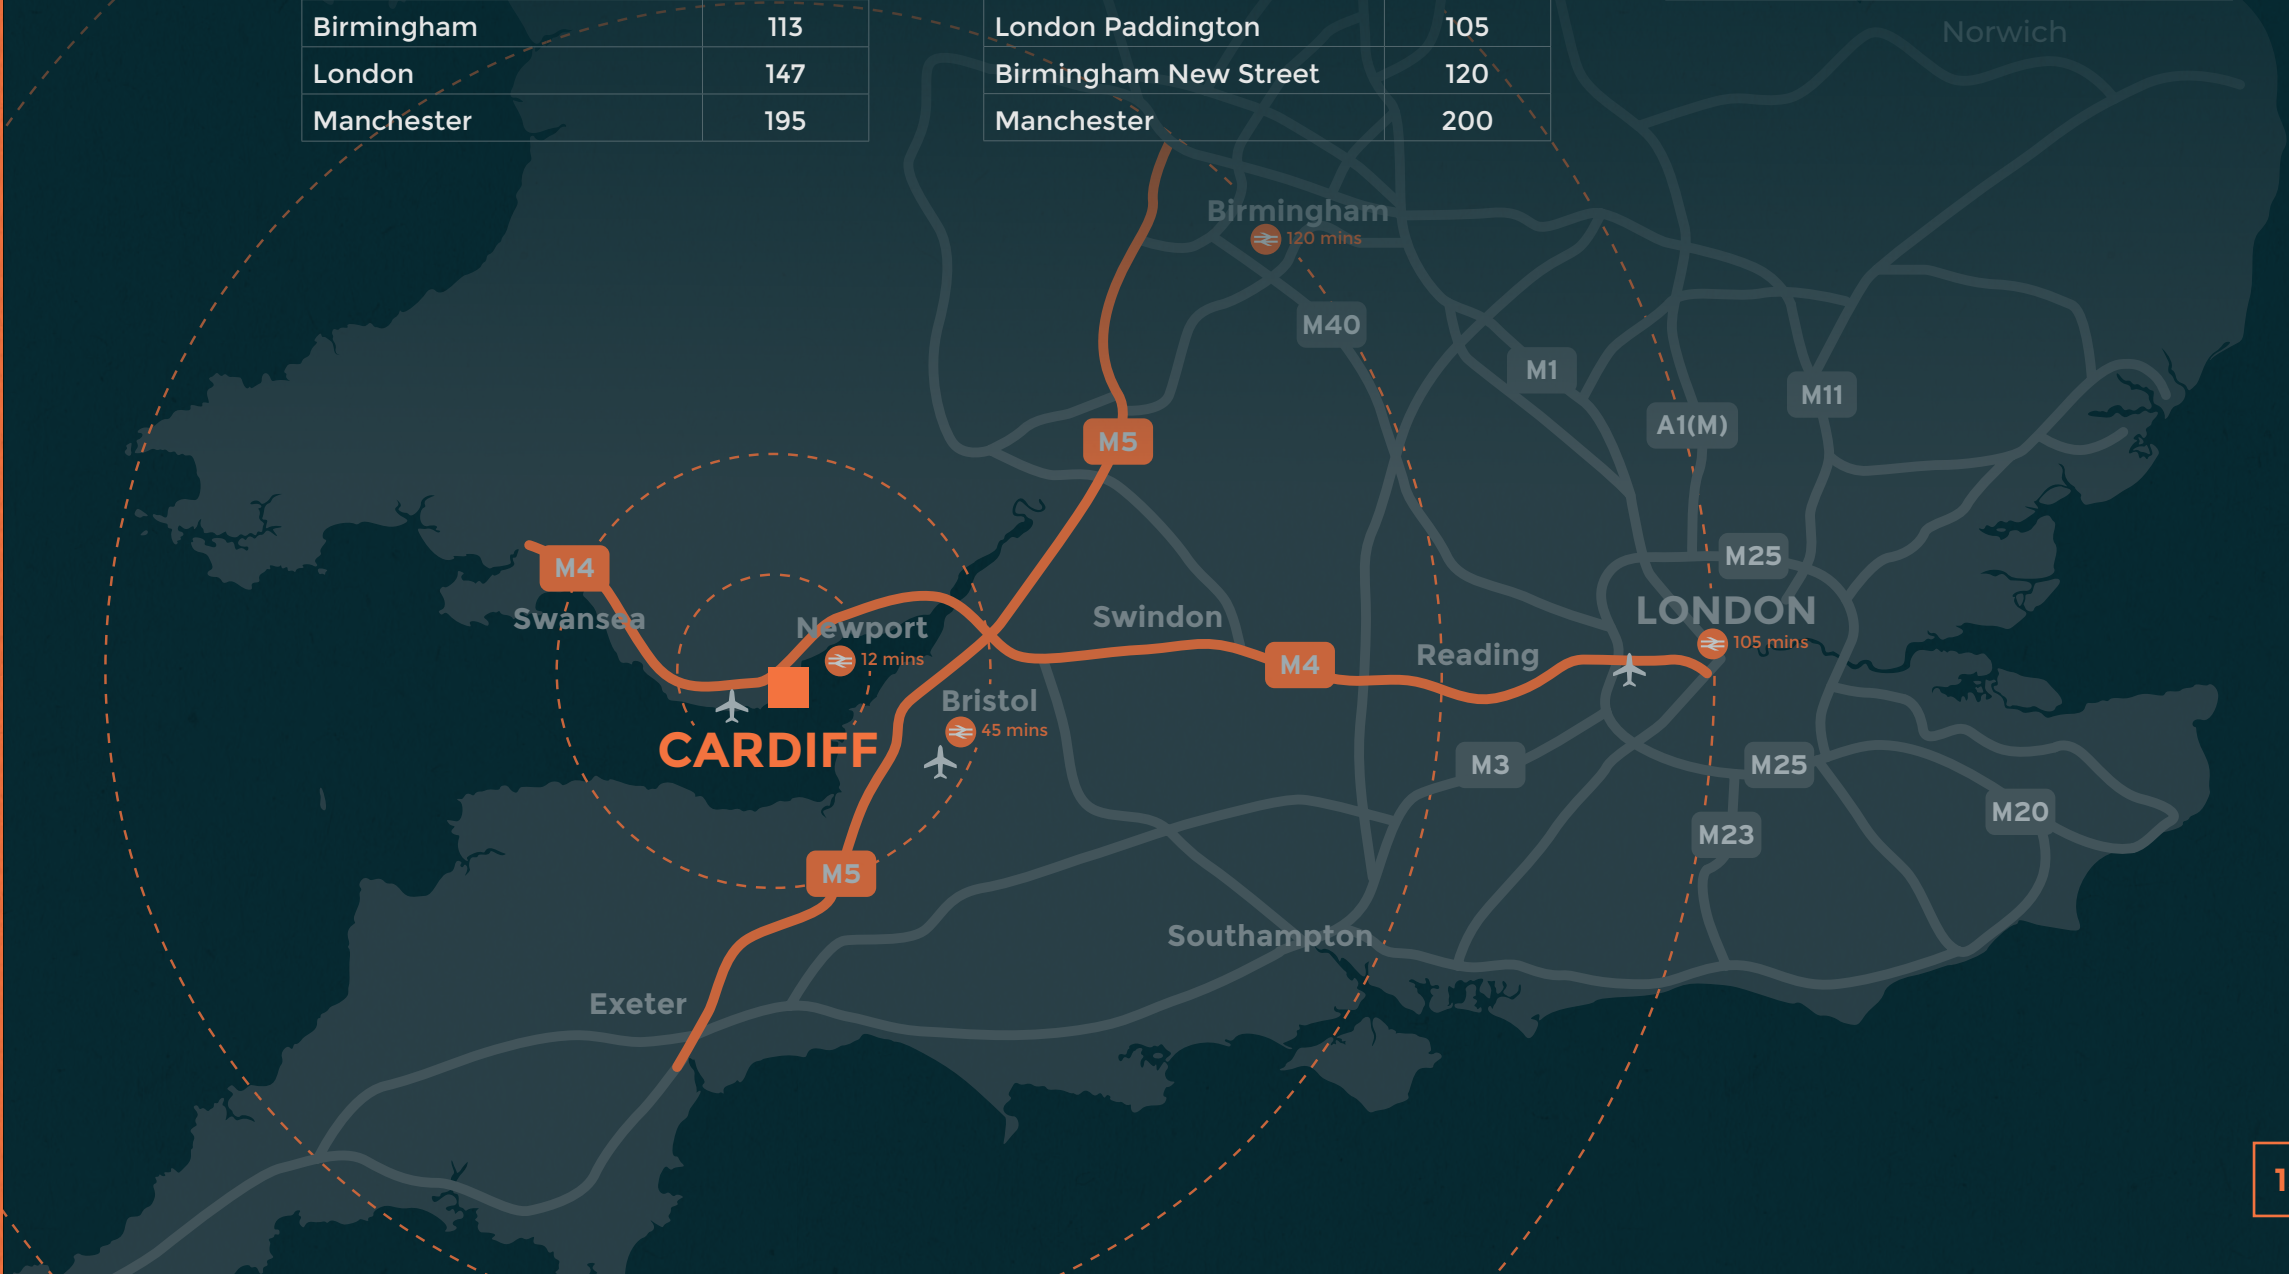 Birmingham 113
London 147
Manchester 195
London Paddington 105
Birmingham New Street 120
Manchester 200
Norwich
Birmingham
120 mins
M40
M1
M11
A1(M)
M5
M25
M4
LONDON
Swansea
Newport
Swindon
105 mins
12 mins
M4
Reading
Bristol
45 mins
CARDIFF
M3
M25
M20
M23
M5
Southampton
Exeter
1